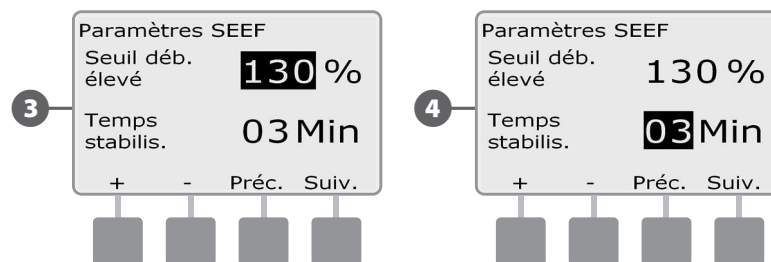 3
Paramètres SEEF
Seuil déb.
élevé
130 %
Temps
stabilis.
03 Min
+ - Préc. Suiv.
4
Paramètres SEEF
Seuil déb.
élevé
130 %
Temps
stabilis.
03 Min
+ - Préc. Suiv.